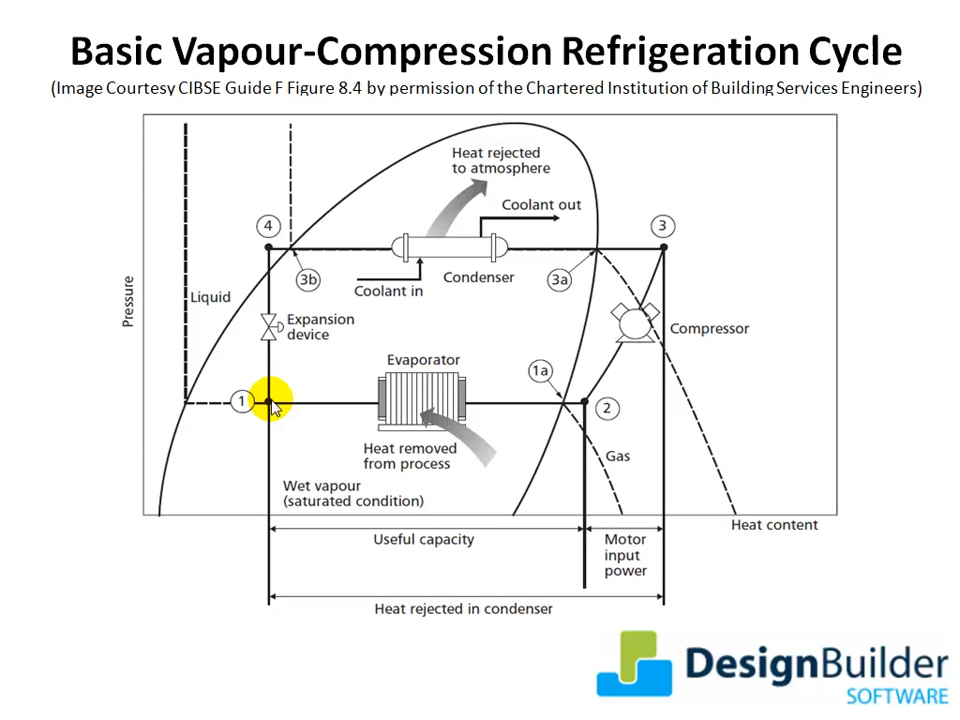 Basic Vapour-Compression Refrigeration Cycle
(Image Courtesy CIBSE Guide F Figure 8.4 by permission of the Chartered Institution of Building Services Engineers)
Heat rejected
to atmosphere
Coolant out
4
3
3b
Coolant in
Condenser
3a
Pressure
Liquid
Expansion
device
Compressor
Evaporator
1a
1
2
Heat removed
from process
Gas
Wet vapour
(saturated condition)
Heat content
Useful capacity
Motor
input
power
Heat rejected in condenser
DesignBuilder
SOFTWARE